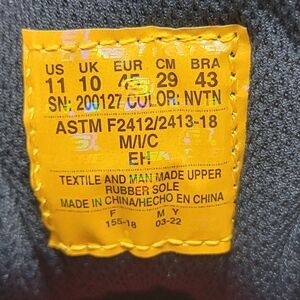 US UK EUR CM BRA
11 10 45 29 43
SN: 200127 COLOR: NVTN
ASTM F2412/2413-18
M/I/C
EH
TEXTILE AND MAN MADE UPPER
RUBBER SOLE
MADE IN CHINA/HECHO EN CHINA
F M Y
155-18 03-22